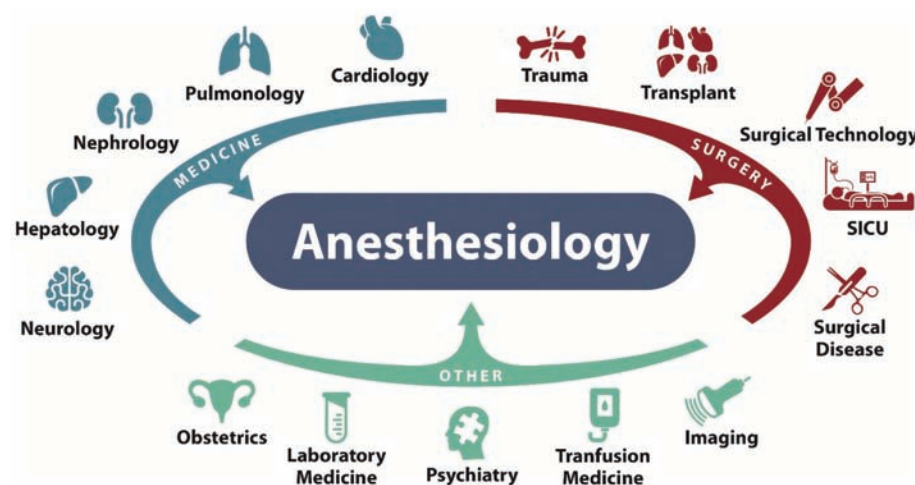 Cardiology
Pulmonology
Nephrology
Hepatology
Neurology
MEDICINE
Trauma
Transplant
Surgical Technology
SICU
Surgical
Disease
SURGERY
Anesthesiology
OTHER
Obstetrics
Laboratory
Medicine
Psychiatry
Tranfusion
Medicine
Imaging